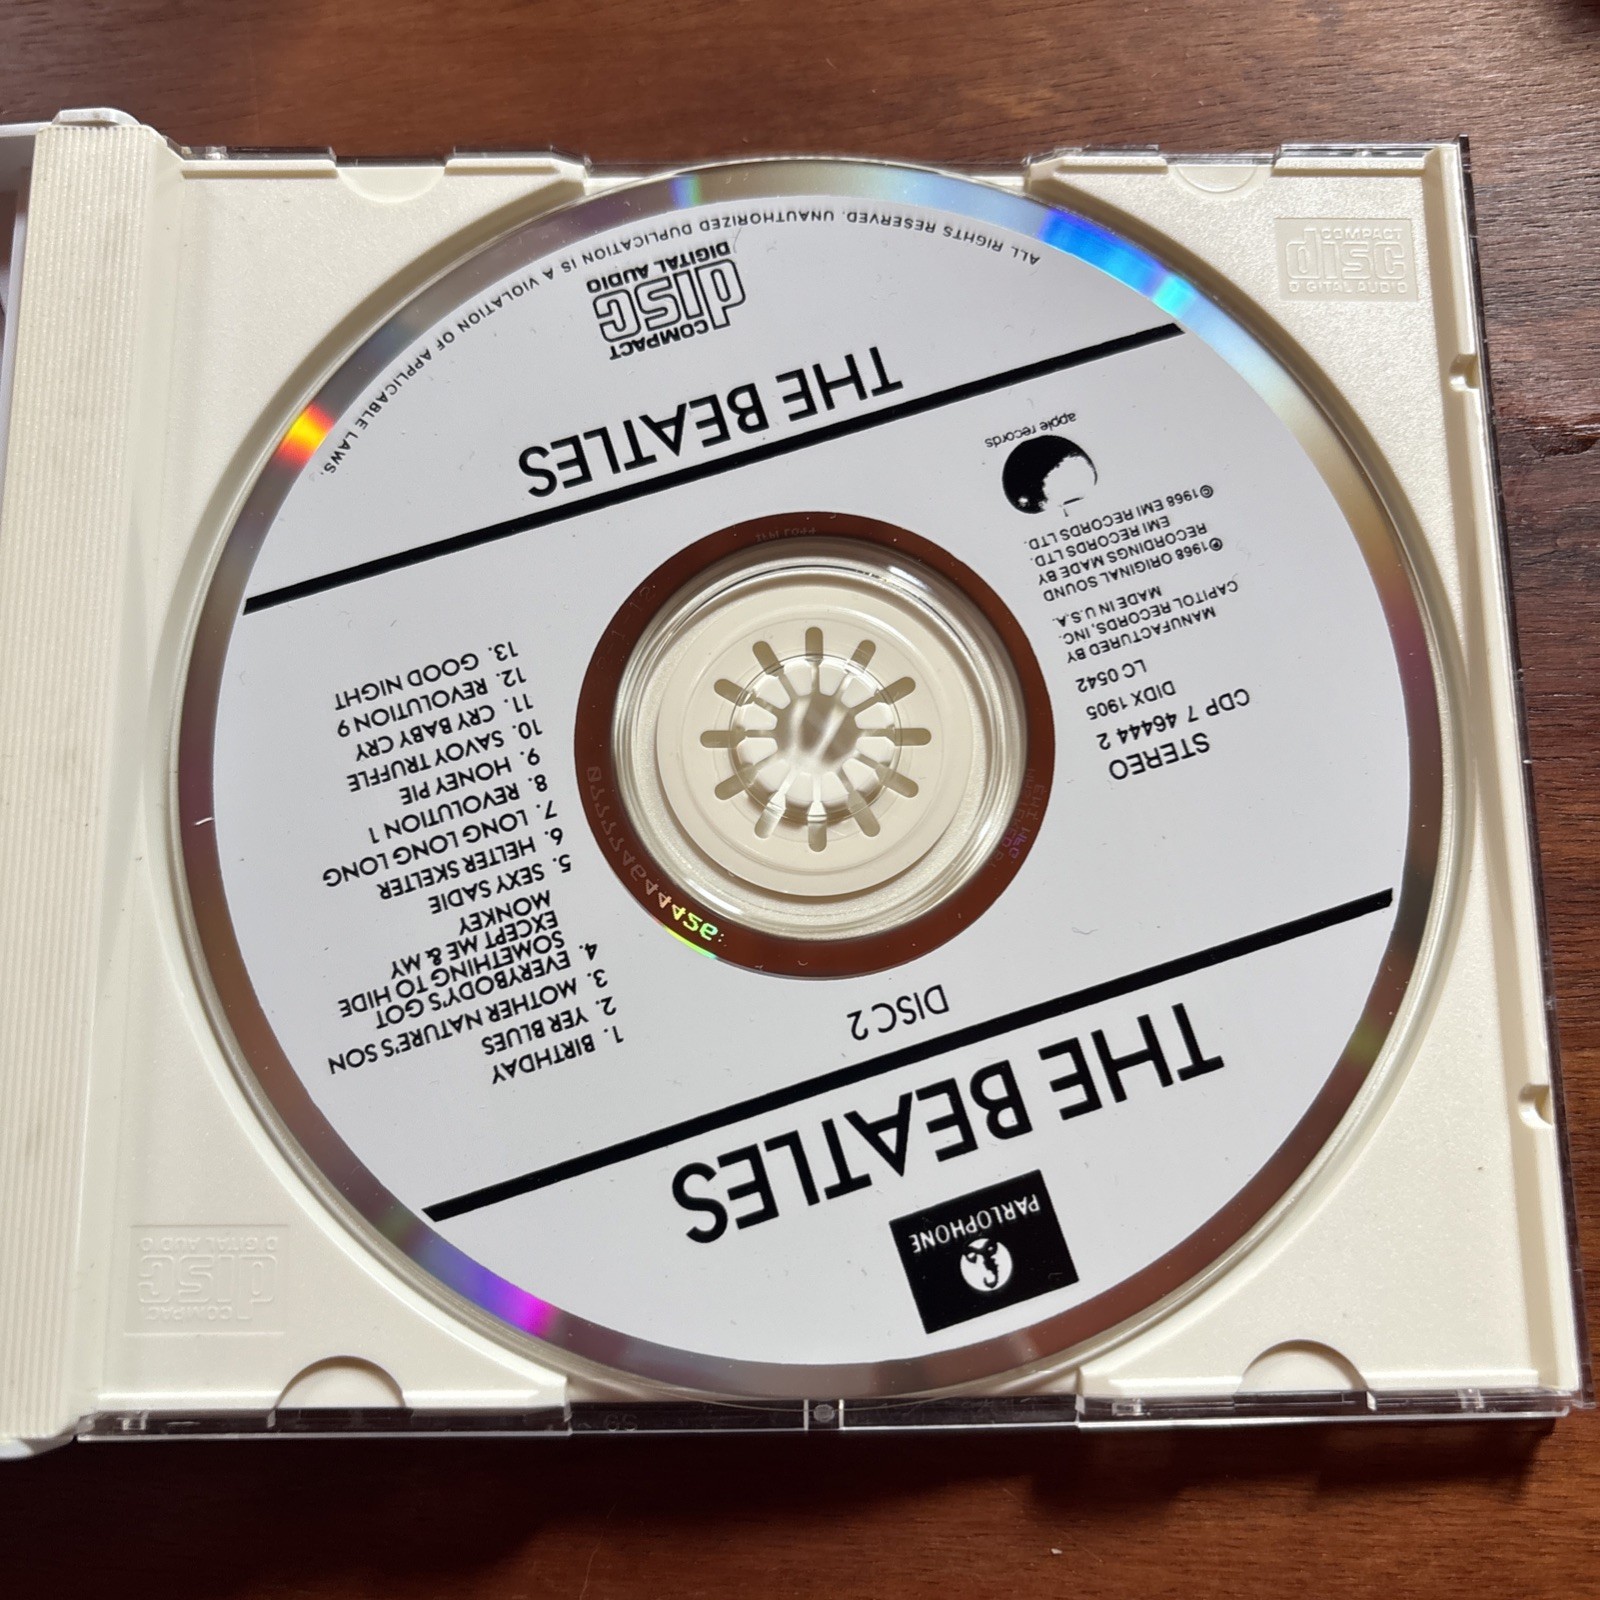 PARLOPHONE
THE BEATLES
DISC 2
STEREO
CDP 7 46444 2
DIDX 1905
LC 0542
MANUFACTURED BY
CAPITOL RECORDS, INC.
MADE IN U.S.A.
℗1968 ORIGINAL SOUND
RECORDINGS MADE BY
EMI RECORDS LTD.
©1968 EMI RECORDS LTD.
apple records
1. BIRTHDAY
2. YER BLUES
3. MOTHER NATURE'S SON
4. EVERYBODY'S GOT
SOMETHING TO HIDE
EXCEPT ME & MY
MONKEY
5. SEXY SADIE
6. HELTER SKELTER
7. LONG LONG LONG
8. REVOLUTION 1
9. HONEY PIE
10. SAVOY TRUFFLE
11. CRY BABY CRY
12. REVOLUTION 9
13. GOOD NIGHT
THE BEATLES
COMPACT
disc
DIGITAL AUDIO
ALL RIGHTS RESERVED. UNAUTHORIZED DUPLICATION IS A VIOLATION OF APPLICABLE LAWS.
COMPACT
disc
DIGITAL AUDIO
COMPACT
disc
DIGITAL AUDIO